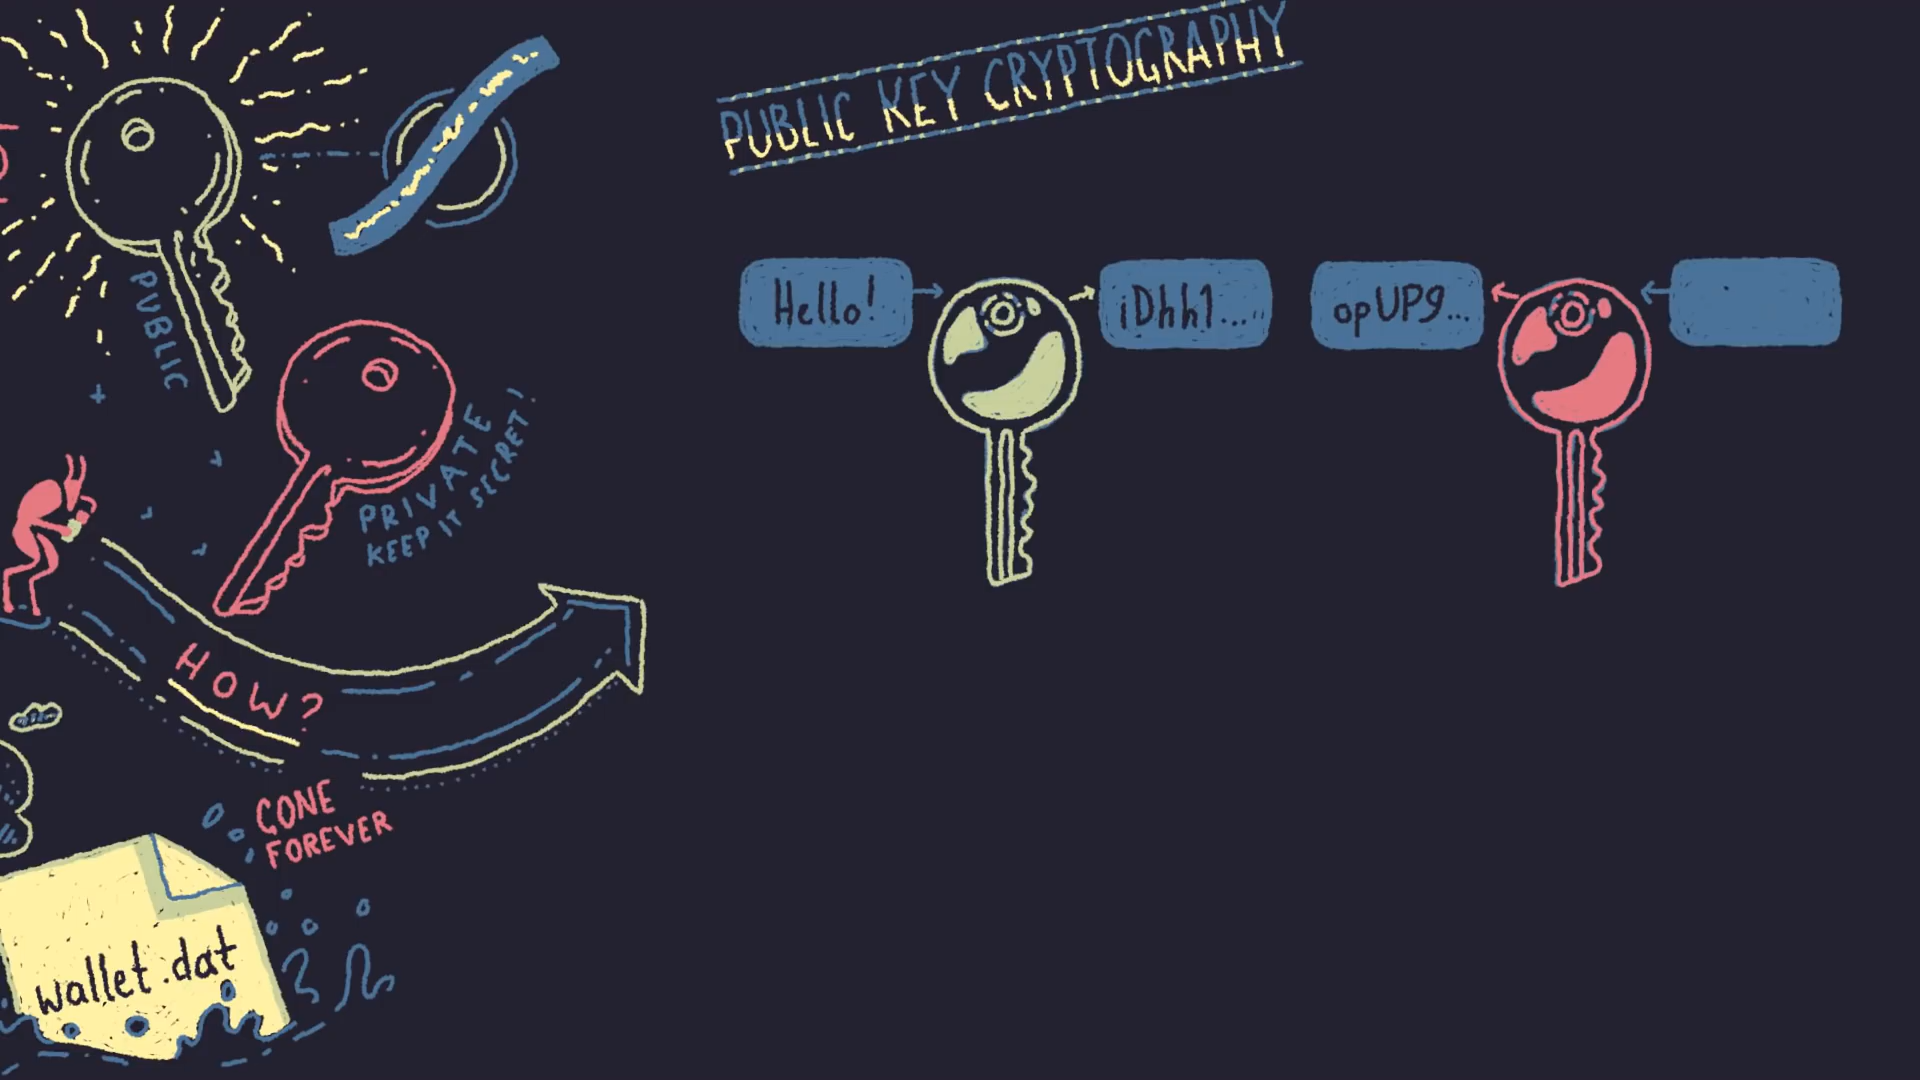 PUBLIC KEY CRYPTOGRAPHY
PUBLIC
PRIVATE
KEEP IT SECRET!
Hello!
iDhh1...
opUP9...
HOW?
GONE
FOREVER
wallet.dat